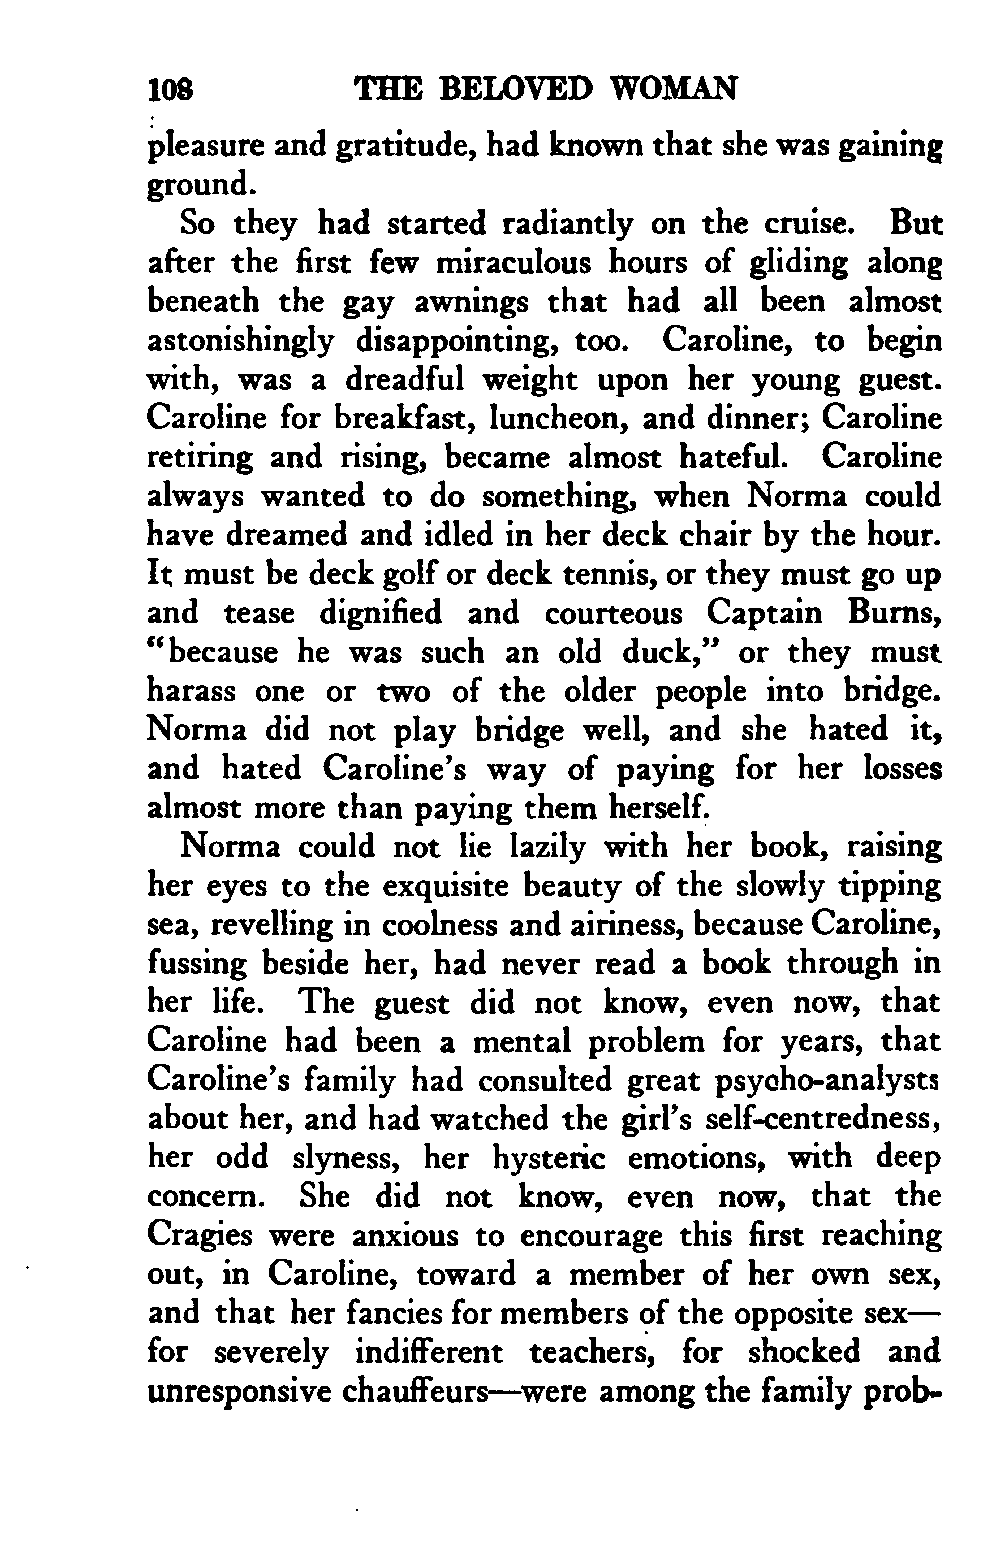 108 THE BELOVED WOMAN
pleasure and gratitude, had known that she was gaining
ground.
So they had started radiantly on the cruise. But
after the first few miraculous hours of gliding along
beneath the gay awnings that had all been almost
astonishingly disappointing, too. Caroline, to begin
with, was a dreadful weight upon her young guest.
Caroline for breakfast, luncheon, and dinner; Caroline
retiring and rising, became almost hateful. Caroline
always wanted to do something, when Norma could
have dreamed and idled in her deck chair by the hour.
It must be deck golf or deck tennis, or they must go up
and tease dignified and courteous Captain Burns,
“because he was such an old duck,” or they must
harass one or two of the older people into bridge.
Norma did not play bridge well, and she hated it,
and hated Caroline's way of paying for her losses
almost more than paying them herself.
Norma could not lie lazily with her book, raising
her eyes to the exquisite beauty of the slowly tipping
sea, revelling in coolness and airiness, because Caroline,
fussing beside her, had never read a book through in
her life. The guest did not know, even now, that
Caroline had been a mental problem for years, that
Caroline's family had consulted great psycho-analysts
about her, and had watched the girl's self-centredness,
her odd slyness, her hysteric emotions, with deep
concern. She did not know, even now, that the
Cragies were anxious to encourage this first reaching
out, in Caroline, toward a member of her own sex,
and that her fancies for members of the opposite sex—
for severely indifferent teachers, for shocked and
unresponsive chauffeurs—were among the family prob-